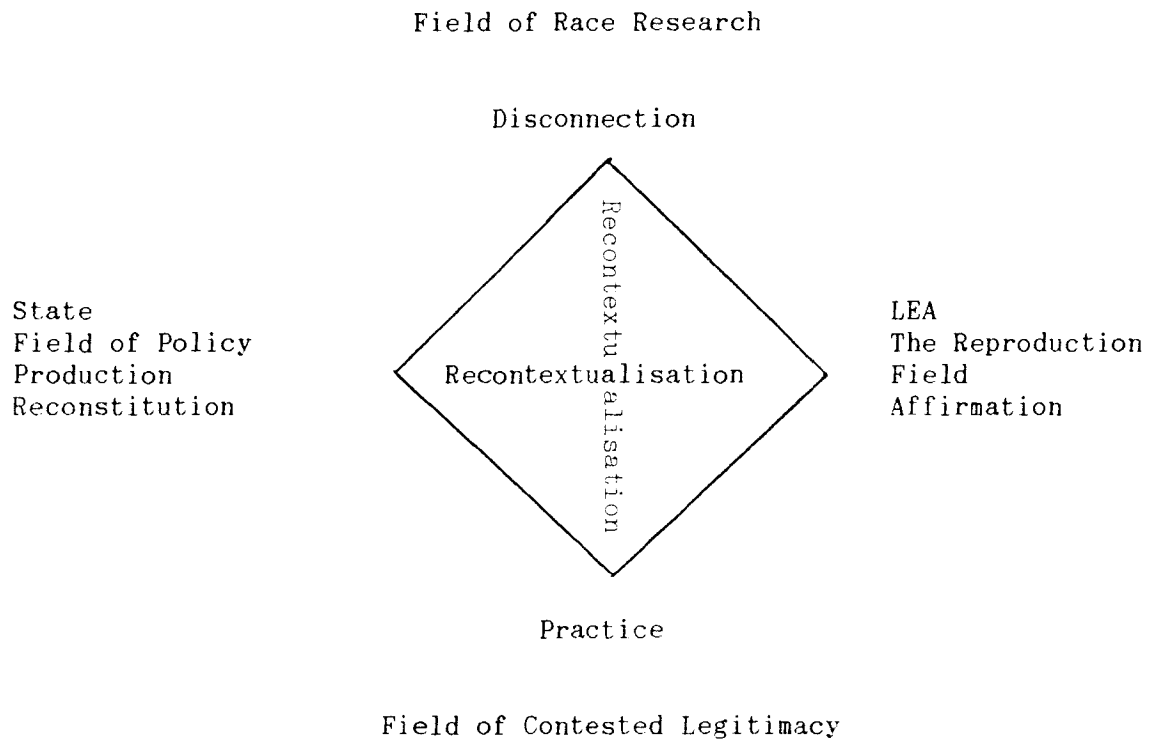 Field of Race Research
Disconnection
Recontextualisation
State
Field of Policy
Production
Reconstitution
Recontextualisation
LEA
The Reproduction
Field
Affirmation
Practice
Field of Contested Legitimacy